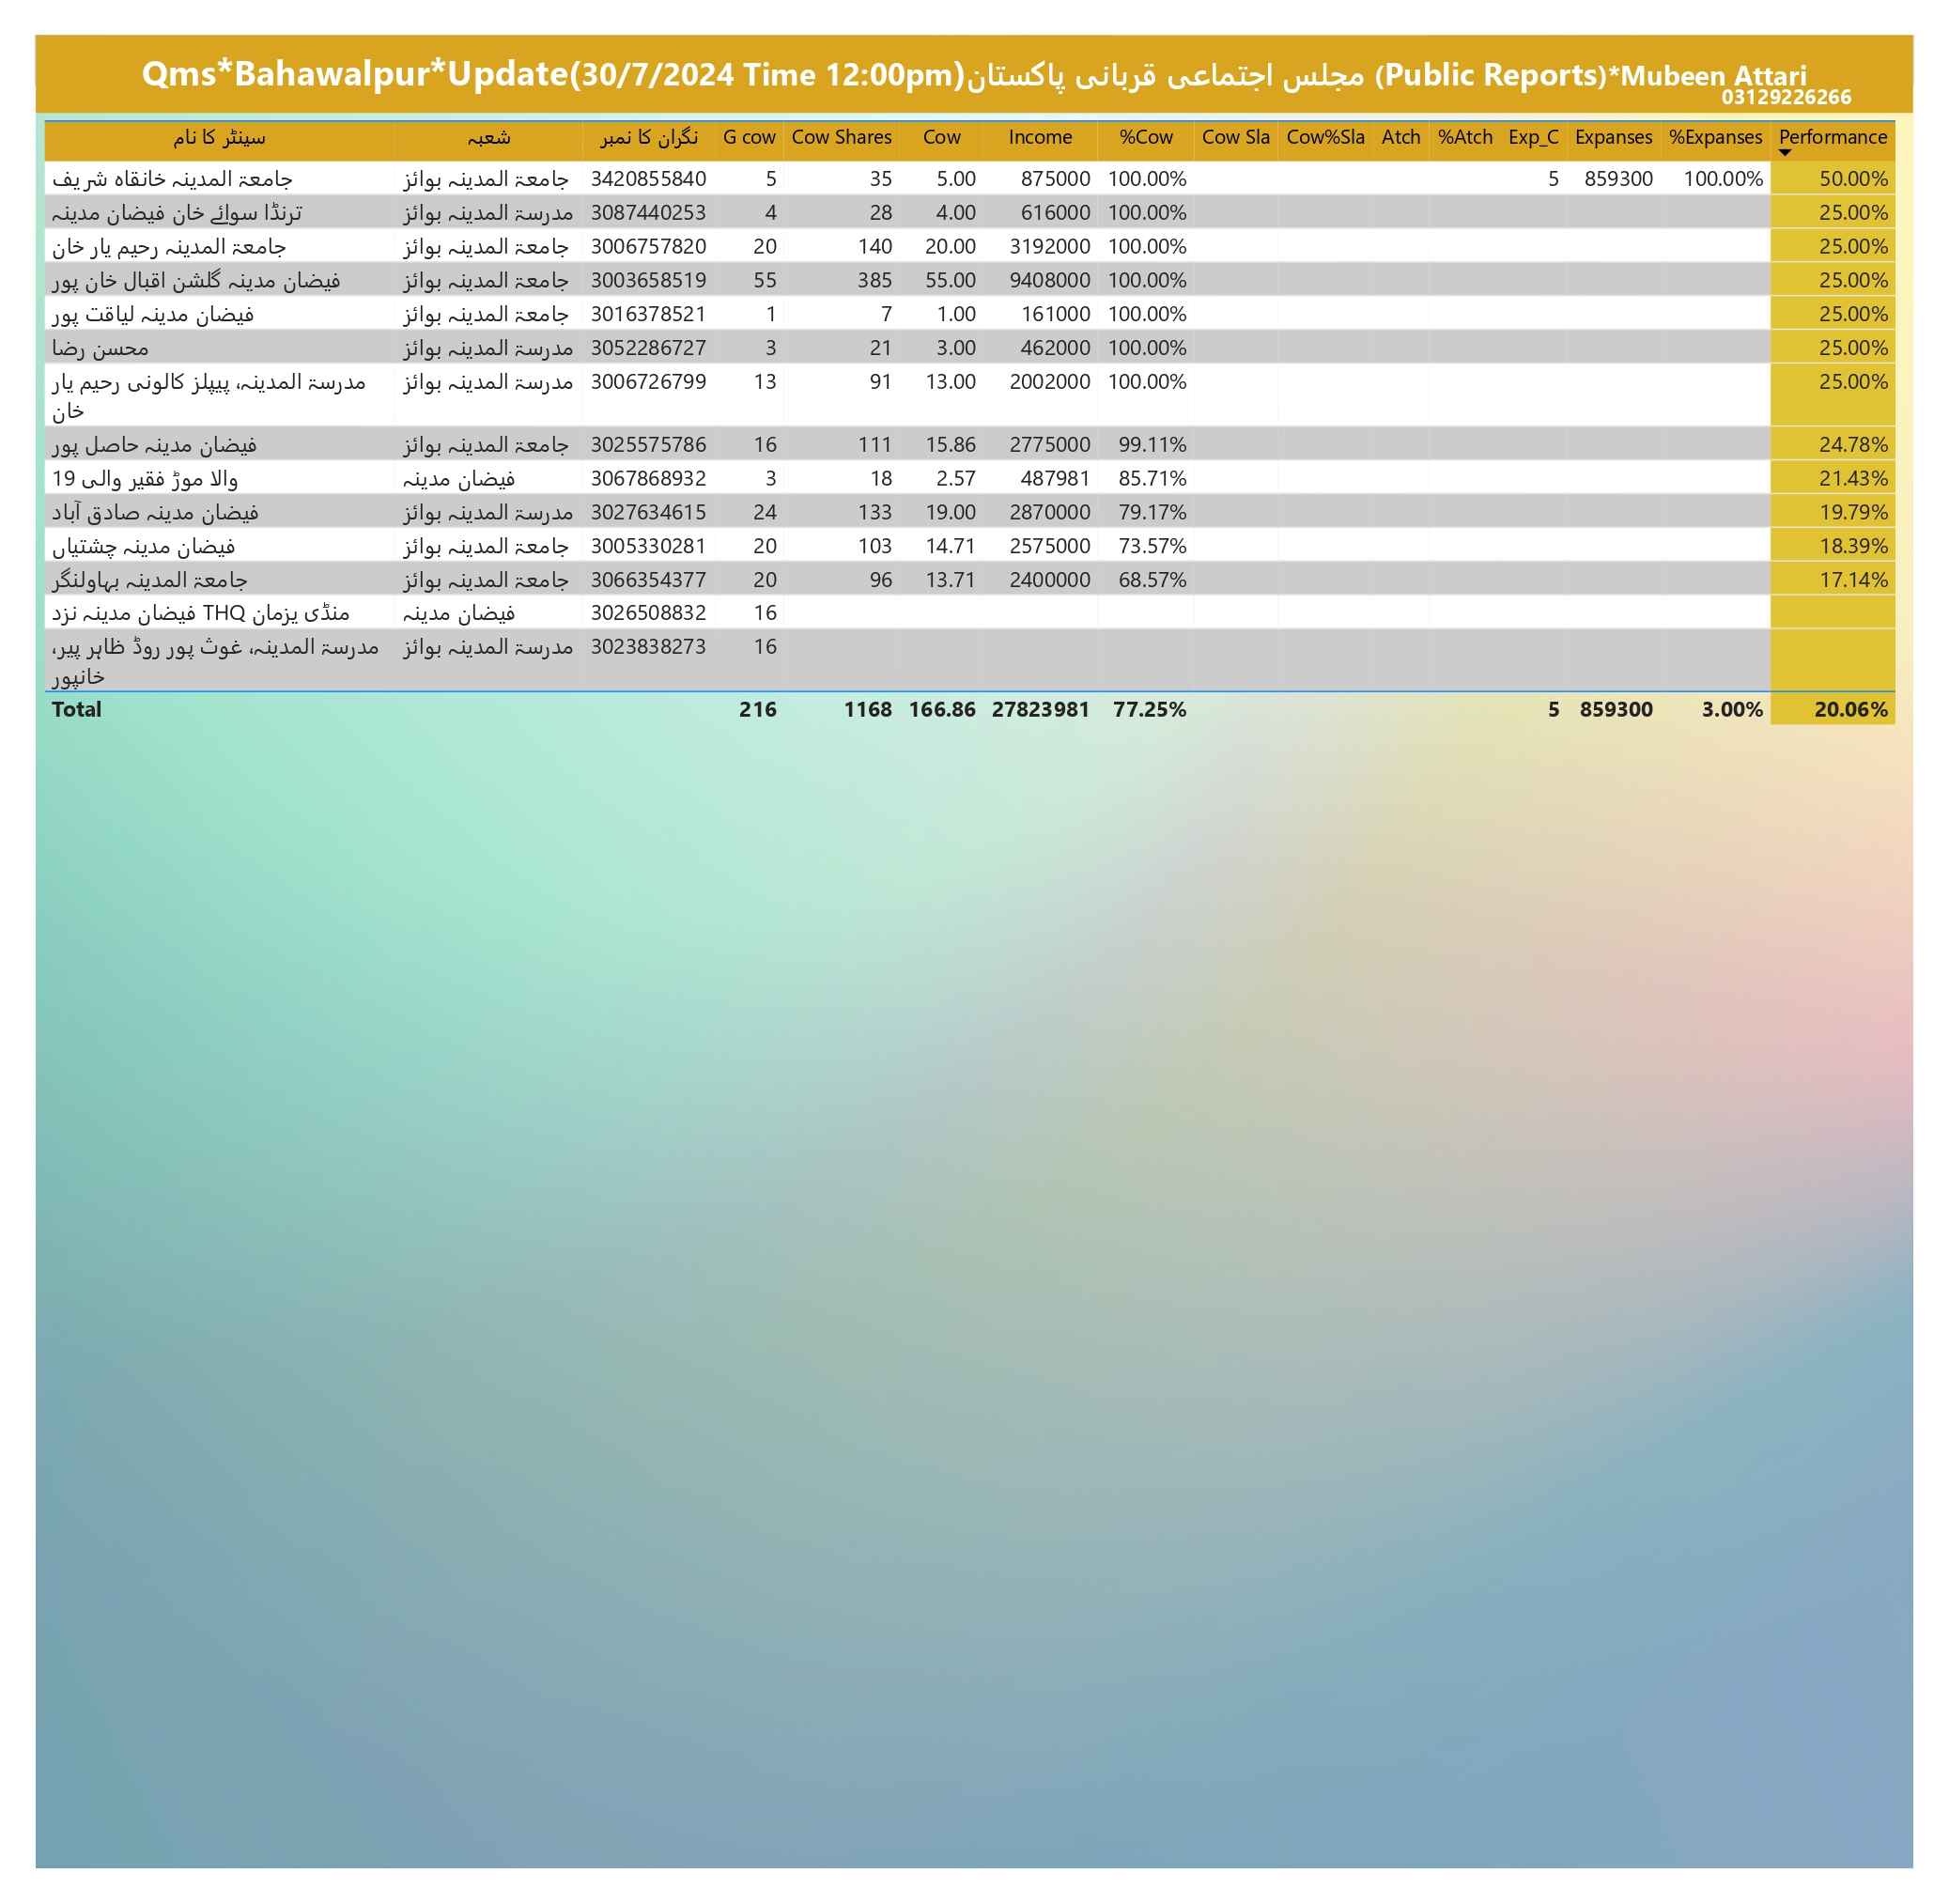 Qms*Bahawalpur*Update(30/7/2024 Time 12:00pm)مجلس اجتماعی قربانی پاکستان (Public Reports)*Mubeen Attari
03129226266
سینٹر کا نام شعبہ نگران کا نمبر G cow Cow Shares Cow Income %Cow Cow Sla Cow%Sla Atch %Atch Exp_C Expanses %Expanses Performance
جامعۃ المدینہ خانقاہ شریف جامعۃ المدینہ بوائز 3420855840 5 35 5.00 875000 100.00% 5 859300 100.00% 50.00%
ترنڈا سوائے خان فیضان مدینہ مدرسۃ المدینہ بوائز 3087440253 4 28 4.00 616000 100.00% 25.00%
جامعۃ المدینہ رحیم یار خان جامعۃ المدینہ بوائز 3006757820 20 140 20.00 3192000 100.00% 25.00%
فیضان مدینہ گلشن اقبال خان پور جامعۃ المدینہ بوائز 3003658519 55 385 55.00 9408000 100.00% 25.00%
فیضان مدینہ لیاقت پور جامعۃ المدینہ بوائز 3016378521 1 7 1.00 161000 100.00% 25.00%
محسن رضا مدرسۃ المدینہ بوائز 3052286727 3 21 3.00 462000 100.00% 25.00%
مدرسۃ المدینہ، پیپلز کالونی رحیم یار مدرسۃ المدینہ بوائز 3006726799 13 91 13.00 2002000 100.00% 25.00%
خان
فیضان مدینہ حاصل پور جامعۃ المدینہ بوائز 3025575786 16 111 15.86 2775000 99.11% 24.78%
والا موڑ فقیر والی 19 فیضان مدینہ 3067868932 3 18 2.57 487981 85.71% 21.43%
فیضان مدینہ صادق آباد مدرسۃ المدینہ بوائز 3027634615 24 133 19.00 2870000 79.17% 19.79%
فیضان مدینہ چشتیاں جامعۃ المدینہ بوائز 3005330281 20 103 14.71 2575000 73.57% 18.39%
جامعۃ المدینہ بہاولنگر جامعۃ المدینہ بوائز 3066354377 20 96 13.71 2400000 68.57% 17.14%
منڈی یزمان THQ فیضان مدینہ نزد فیضان مدینہ 3026508832 16
مدرسۃ المدینہ، غوث پور روڈ ظاہر پیر، مدرسۃ المدینہ بوائز 3023838273 16
خانپور
Total 216 1168 166.86 27823981 77.25% 5 859300 3.00% 20.06%